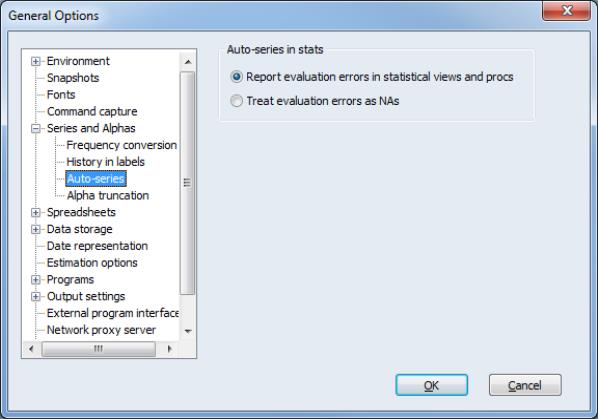 General Options
Environment
Snapshots
Fonts
Command capture
Series and Alphas
Frequency conversion
History in labels
Auto-series
Alpha truncation
Spreadsheets
Data storage
Date representation
Estimation options
Programs
Output settings
External program interface
Network proxy server
Auto-series in stats
Report evaluation errors in statistical views and procs
Treat evaluation errors as NAs
OK
Cancel